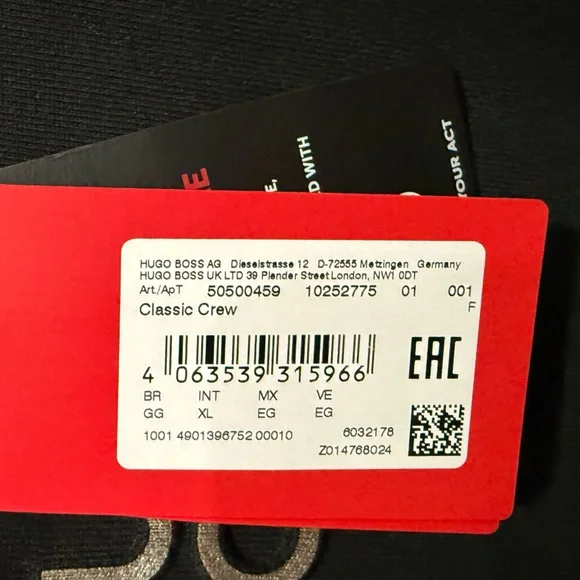 E
E,
D WITH
YOUR ACT
HUGO BOSS AG Dieselstrasse 12 D-72555 Metzingen Germany
HUGO BOSS UK LTD 39 Plender Street London, NW1 0DT
Art./ApT 50500459 10252775 01 001
Classic Crew F
4 063539 315966
EAC
BR INT MX VE
GG XL EG EG
1001 4901396752 00010 6032178
Z014768024